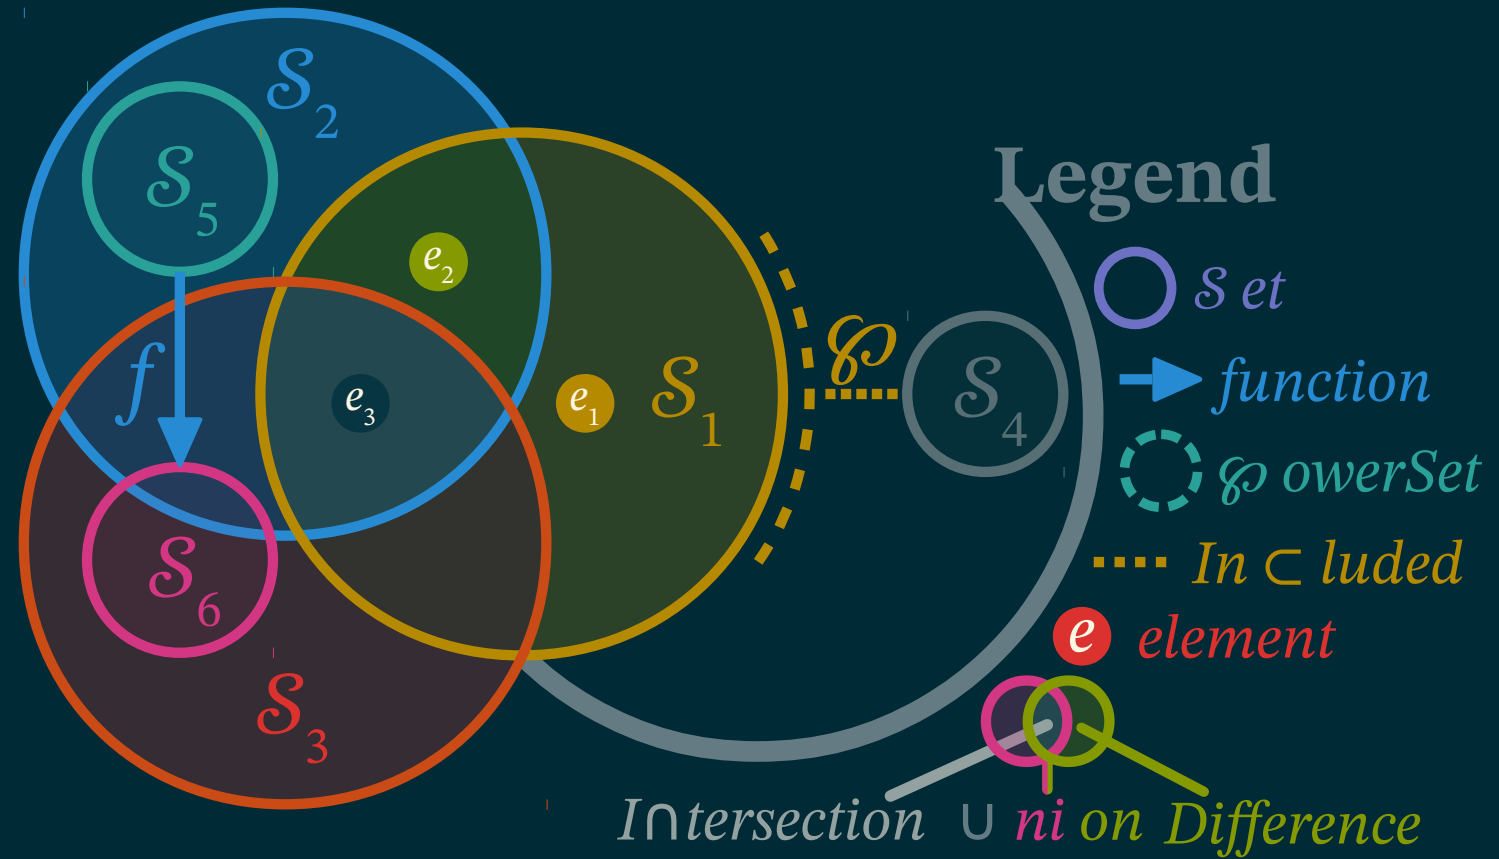 𝒮2
𝒮5
e2
f
e3
e1
𝒮1
℘
𝒮4
𝒮6
𝒮3
Legend
𝒮 et
function
℘ owerSet
In ⊂ luded
e element
I∩tersection ∪ ni on Difference